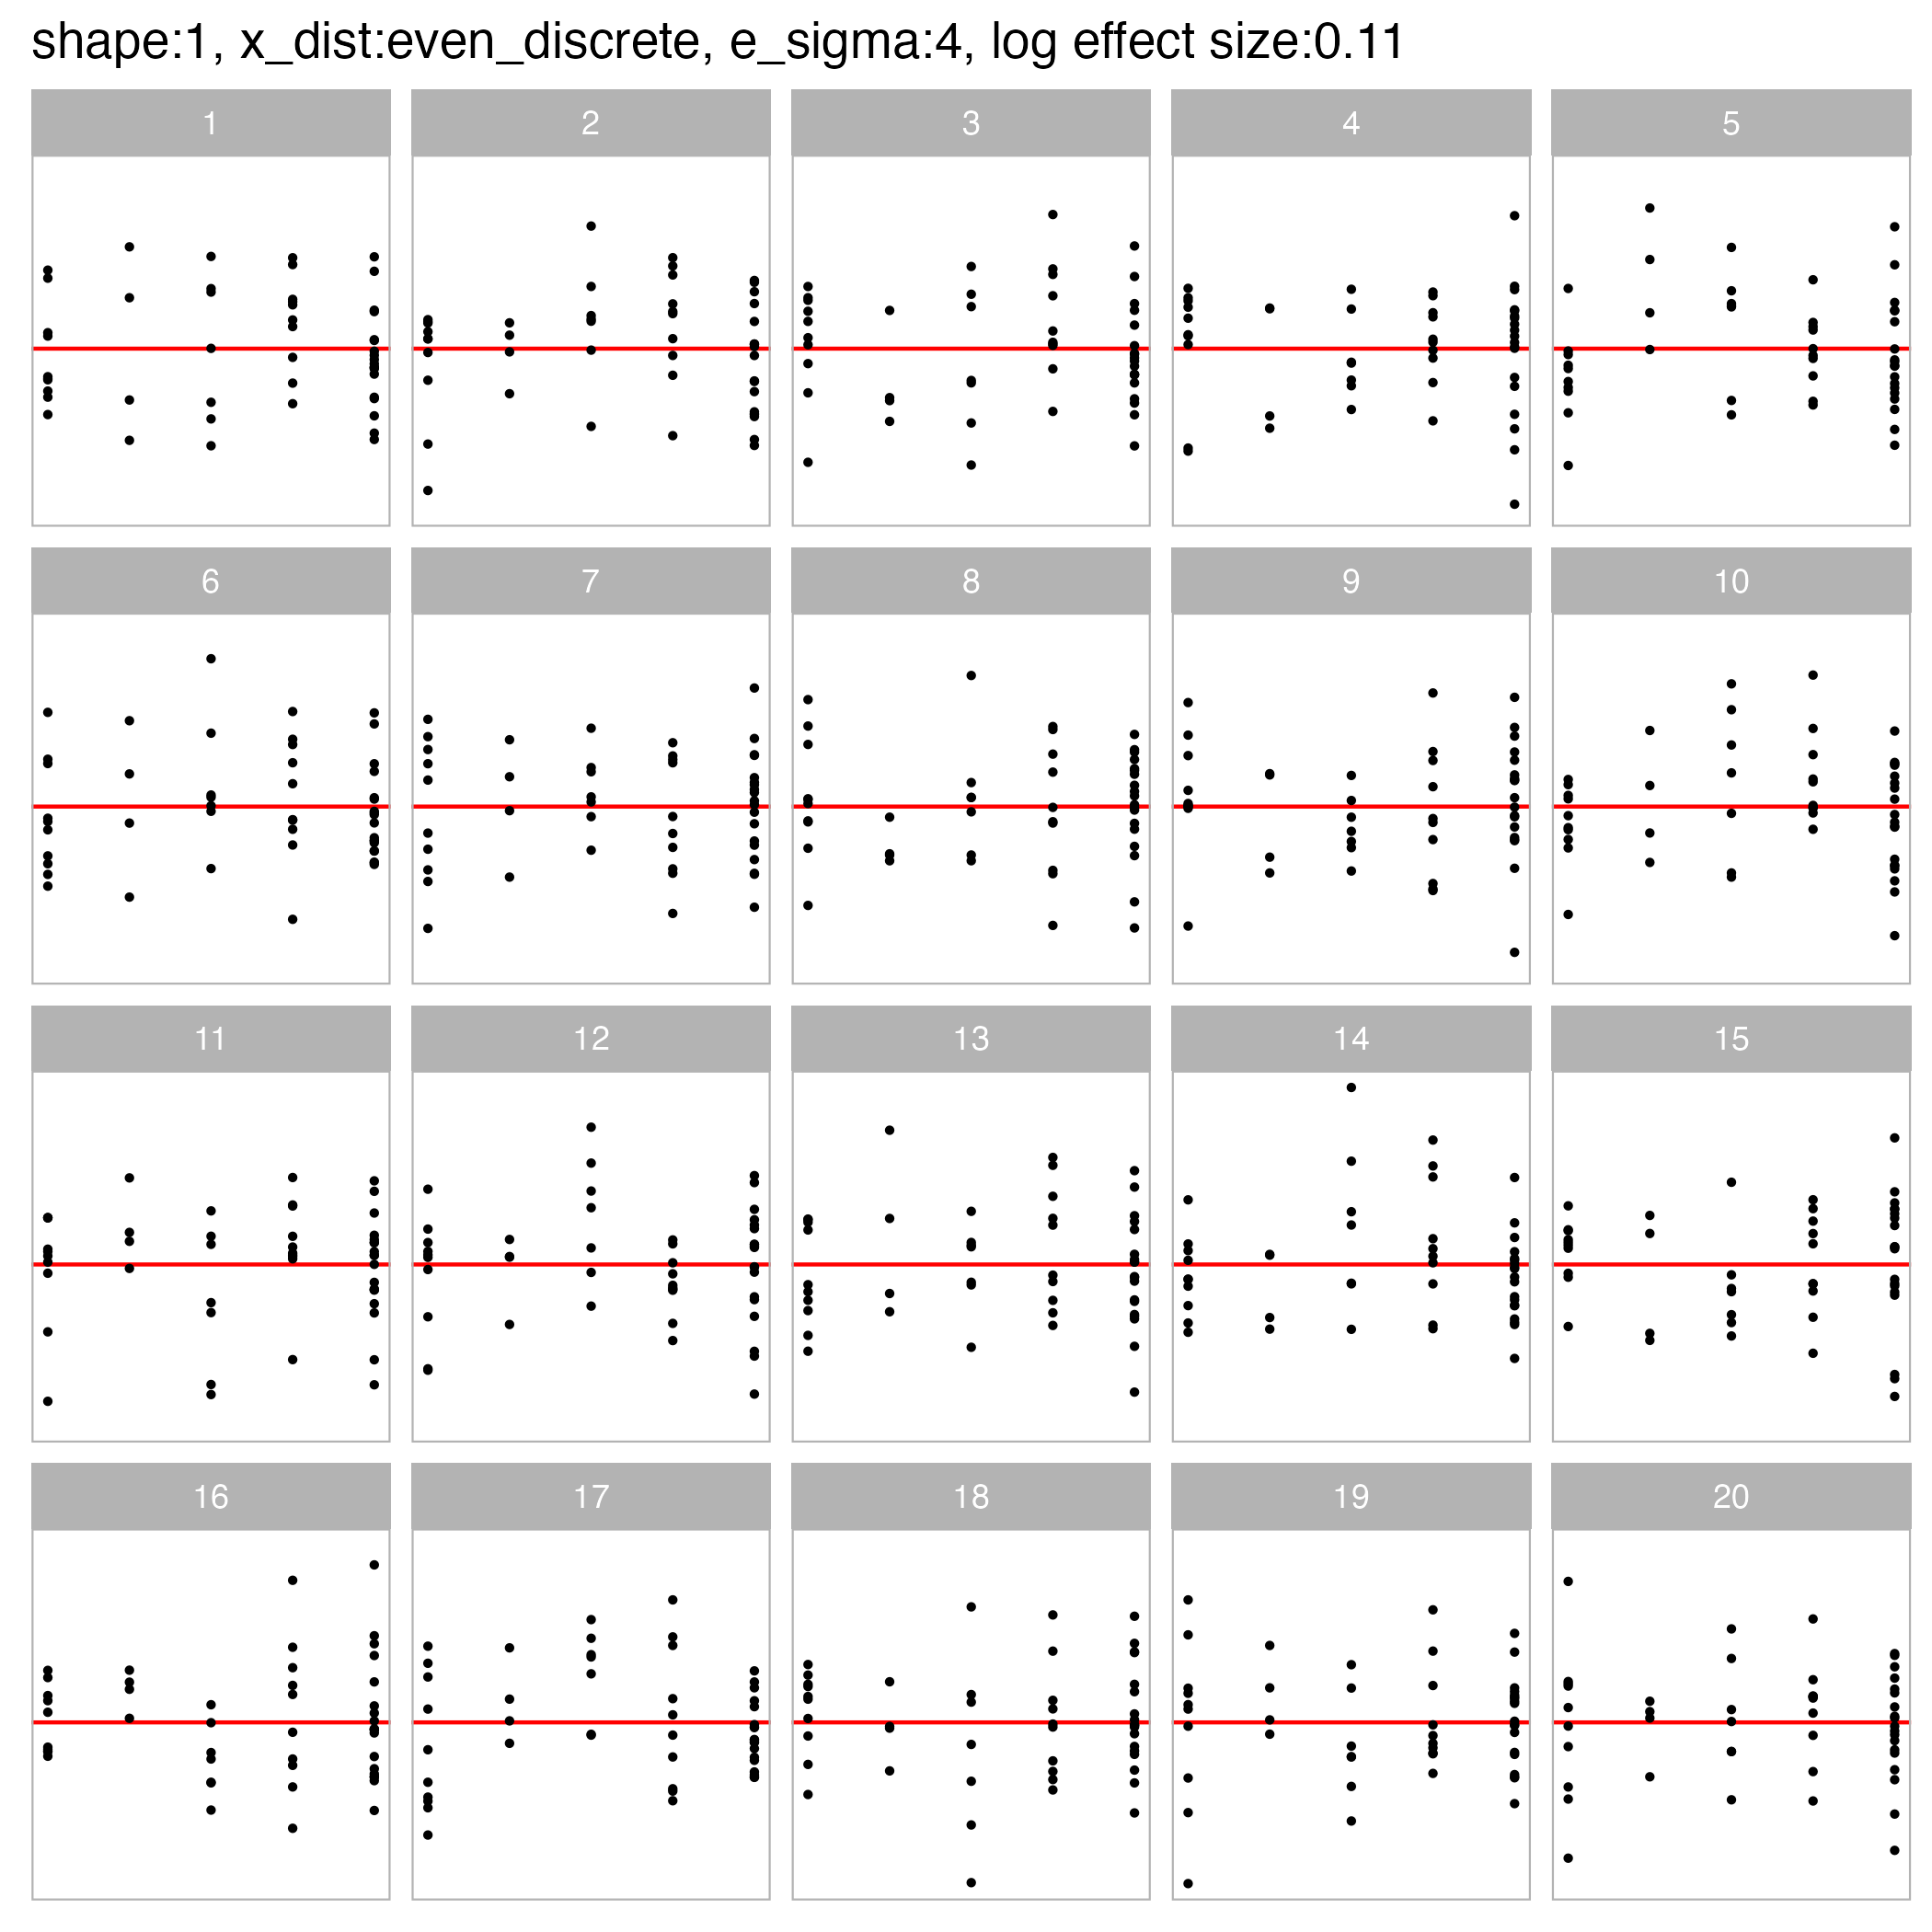 shape:1, x_dist:even_discrete, e_sigma:4, log effect size:0.11
1 2 3 4 5
6 7 8 9 10
11 12 13 14 15
16 17 18 19 20